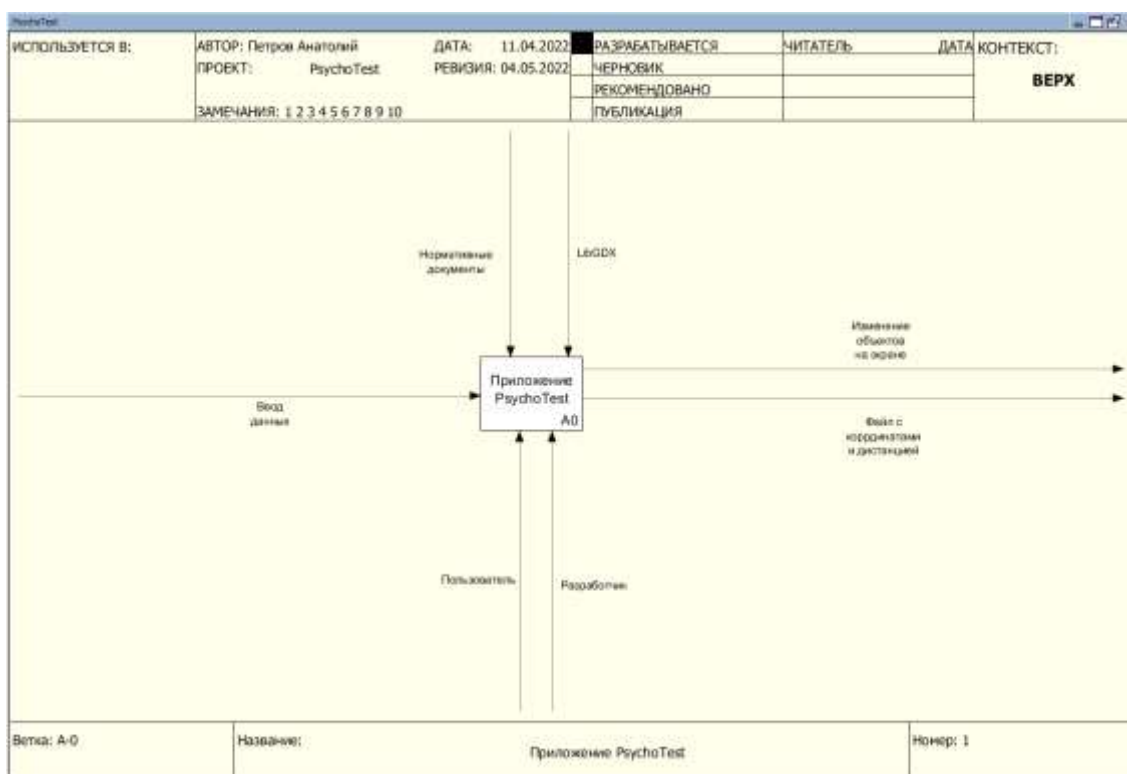 PsychoTest
ИСПОЛЬЗУЕТСЯ В:
АВТОР: Петров Анатолий
ДАТА: 11.04.2022
ПРОЕКТ: PsychoTest
РЕВИЗИЯ: 04.05.2022
ЗАМЕЧАНИЯ: 1 2 3 4 5 6 7 8 9 10
РАЗРАБАТЫВАЕТСЯ
ЧЕРНОВИК
РЕКОМЕНДОВАНО
ПУБЛИКАЦИЯ
ЧИТАТЕЛЬ
ДАТА
КОНТЕКСТ:
ВЕРХ
Нормативные
документы
LibGDX
Изменение
объектов
на экране
Приложение
PsychoTest
A0
Ввод
данных
Файл с
координатами
и дистанцией
Пользователь
Разработчик
Ветка: A-0
Название:
Приложение PsychoTest
Номер: 1